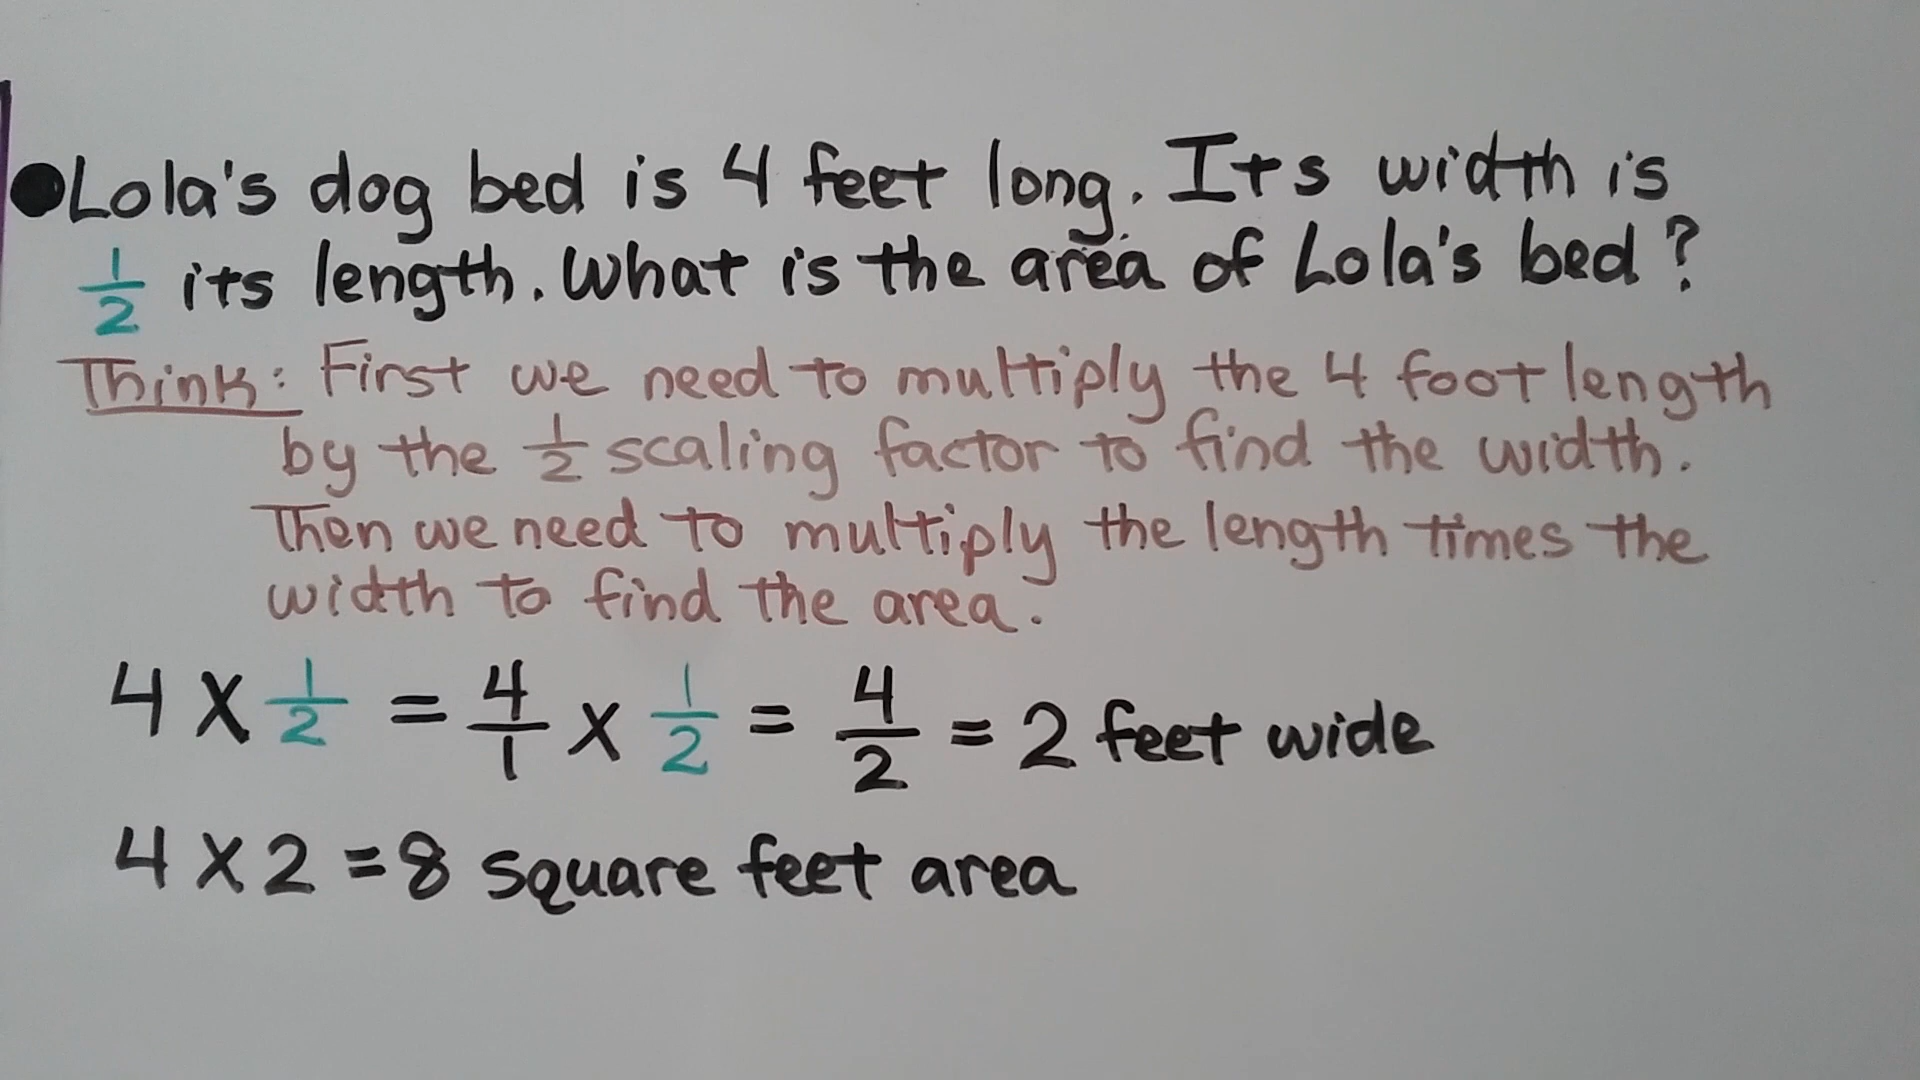 ●Lola's dog bed is 4 feet long. Its width is
1/2 its length. What is the area of Lola's bed?
Think: First we need to multiply the 4 foot length
by the 1/2 scaling factor to find the width.
Then we need to multiply the length times the
width to find the area.
4 x 1/2 = 4/1 x 1/2 = 4/2 = 2 feet wide
4 x 2 = 8 square feet area